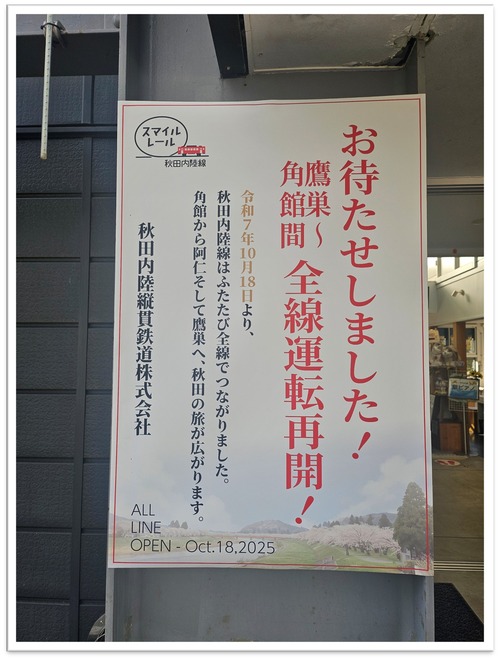 お待たせしました！
鷹巣〜
角館間
全線運転再開！
令和7年10月18日より、
秋田内陸線はふたたび全線でつながりました。
角館から阿仁そして鷹巣へ、秋田の旅が広がります。
秋田内陸縦貫鉄道株式会社
スマイル
レール
秋田内陸線
ALL
LINE
OPEN - Oct.18,2025